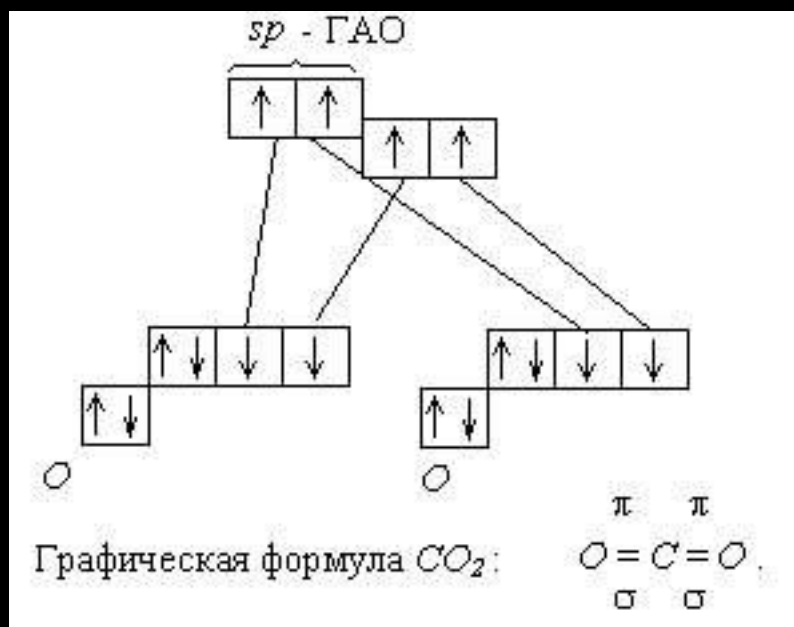 sp - ГАО
O O
π π
Графическая формула CO₂: O = C = O.
σ σ